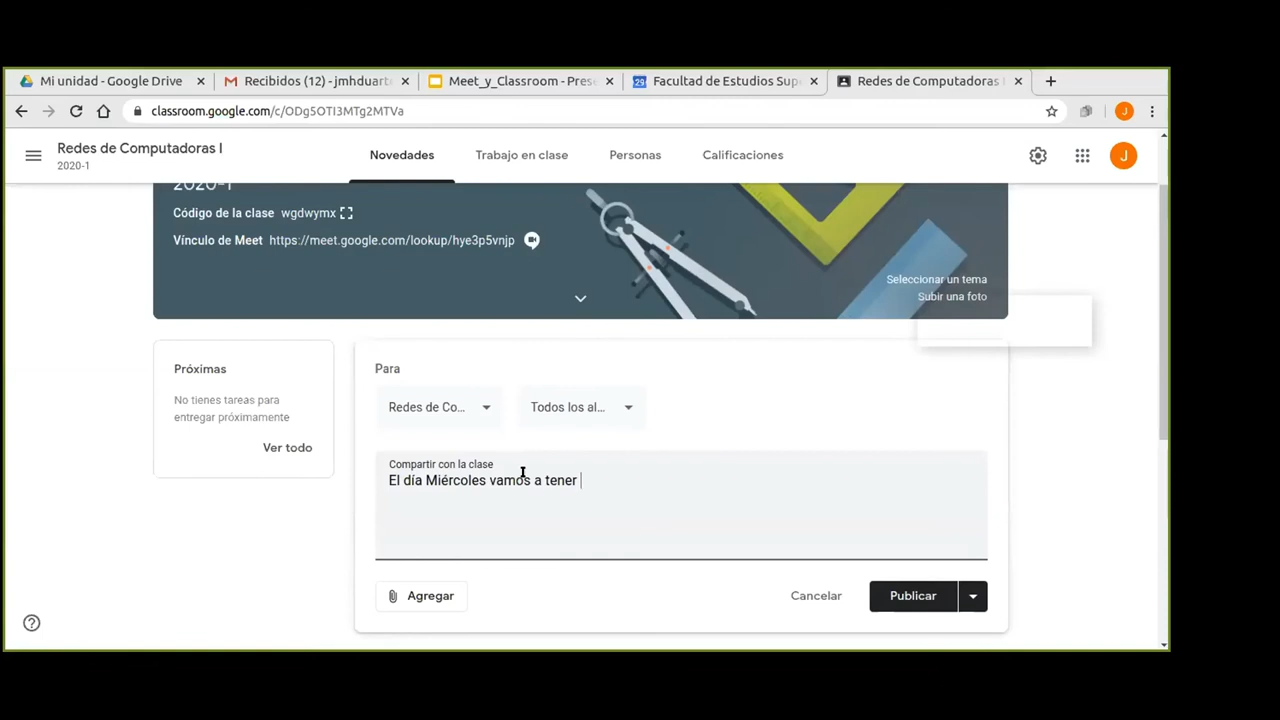 Mi unidad - Google Drive
Recibidos (12) - jmhduarte
Meet_y_Classroom - Prese
29
Facultad de Estudios Supe
Redes de Computadoras
classroom.google.com/c/ODg5OTI3MTg2MTVa
J
Redes de Computadoras I
2020-1
Novedades
Trabajo en clase
Personas
Calificaciones
J
2020-1
Código de la clase wgdwymx
Vínculo de Meet https://meet.google.com/lookup/hye3p5vnjp
Seleccionar un tema
Subir una foto
Próximas
No tienes tareas para
entregar próximamente
Ver todo
Para
Redes de Co...
Todos los al...
Compartir con la clase
El día Miércoles vamos a tener
Agregar
Cancelar
Publicar